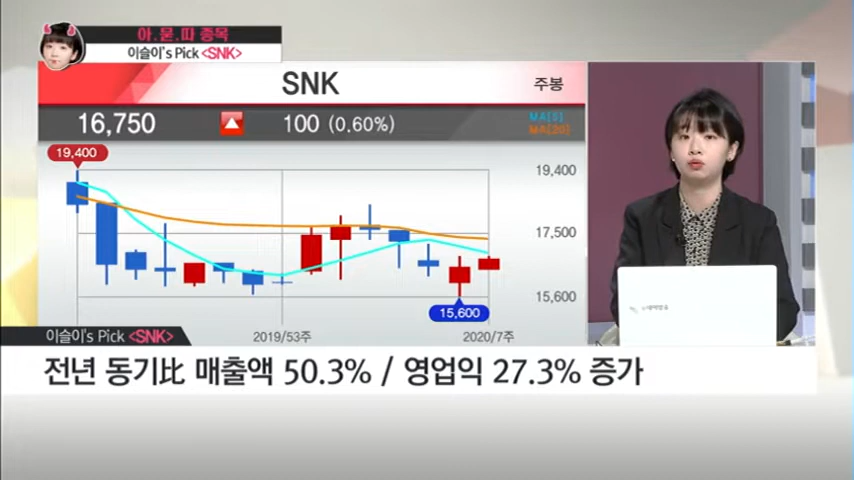 아.묻.따 종목
이슬이's Pick <SNK>
SNK
주봉
16,750
100 (0.60%)
MA[5]
MA[20]
19,400
19,400
17,500
15,600
15,600
2019/53주
2020/7주
이슬이's Pick <SNK>
전년 동기比 매출액 50.3% / 영업익 27.3% 증가